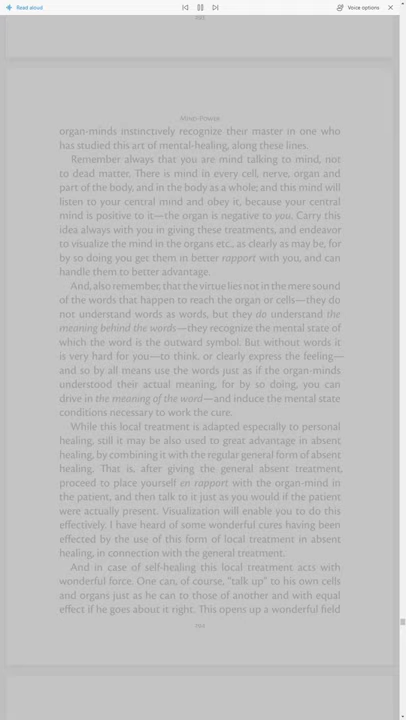 Read aloud
Voice options
Mind-Power
organ-minds instinctively recognize their master in one who
has studied this art of mental-healing, along these lines.
Remember always that you are mind talking to mind, not
to dead matter. There is mind in every cell, nerve, organ and
part of the body, and in the body as a whole; and this mind will
listen to your central mind and obey it, because your central
mind is positive to it—the organ is negative to you. Carry this
idea always with you in giving these treatments, and endeavor
to visualize the mind in the organs etc., as clearly as may be, for
by so doing you get them in better rapport with you, and can
handle them to better advantage.
And, also remember, that the virtue lies not in the mere sound
of the words that happen to reach the organ or cells—they do
not understand words as words, but they do understand the
meaning behind the words—they recognize the mental state of
which the word is the outward symbol. But without words it
is very hard for you—to think, or clearly express the feeling—
and so by all means use the words just as if the organ-minds
understood their actual meaning, for by so doing, you can
drive in the meaning of the word—and induce the mental state
conditions necessary to work the cure.
While this local treatment is adapted especially to personal
healing, still it may be also used to great advantage in absent
healing, by combining it with the regular general form of absent
healing. That is, after giving the general absent treatment,
proceed to place yourself en rapport with the organ-mind in
the patient, and then talk to it just as you would if the patient
were actually present. Visualization will enable you to do this
effectively. I have heard of some wonderful cures having been
effected by the use of this form of local treatment in absent
healing, in connection with the general treatment.
And in case of self-healing this local treatment acts with
wonderful force. One can, of course, "talk up" to his own cells
and organs just as he can to those of another and with equal
effect if he goes about it right. This opens up a wonderful field